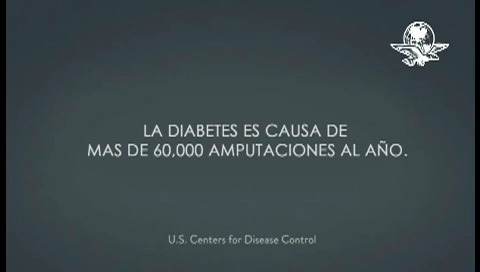 LA DIABETES ES CAUSA DE
MAS DE 60,000 AMPUTACIONES AL AÑO.
U.S. Centers for Disease Control